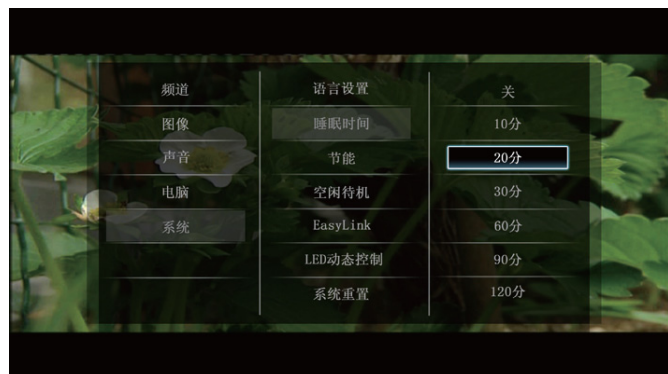 频道
图像
声音
电脑
系统
语言设置
睡眠时间
节能
空闲待机
EasyLink
LED动态控制
系统重置
关
10分
20分
30分
60分
90分
120分